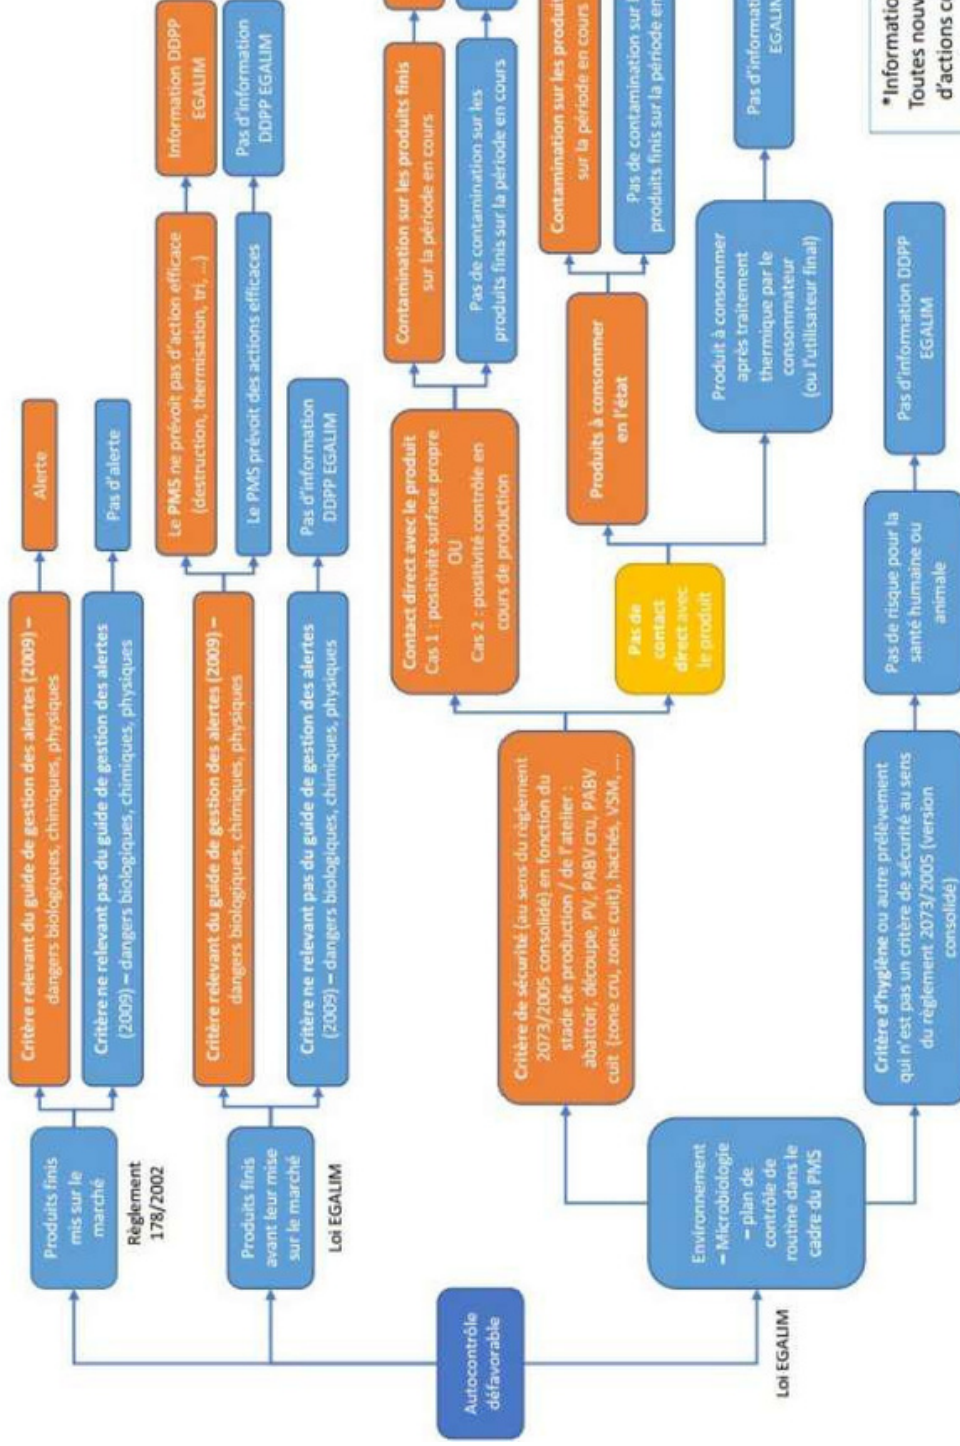 Autocontrôle
défavorable
Produits finis
mis sur le
marché
Règlement
178/2002
Critère relevant du guide de gestion des alertes (2009) –
dangers biologiques, chimiques, physiques
Alerte
Critère ne relevant pas du guide de gestion des alertes
(2009) – dangers biologiques, chimiques, physiques
Pas d'alerte
Produits finis
avant leur mise
sur le marché
Loi EGALIM
Critère relevant du guide de gestion des alertes (2009) –
dangers biologiques, chimiques, physiques
Le PMS ne prévoit pas d'action efficace
(destruction, thermisation, tri, ...)
Information DDPP
EGALIM
Le PMS prévoit des actions efficaces
Pas d'information
DDPP EGALIM
Critère ne relevant pas du guide de gestion des alertes
(2009) – dangers biologiques, chimiques, physiques
Pas d'information
DDPP EGALIM
Environnement
– Microbiologie
– plan de
contrôle de
routine dans le
cadre du PMS
Loi EGALIM
Critère de sécurité (au sens du règlement
2073/2005 consolidé) en fonction du
stade de production / de l'atelier :
abattoir, découpe, PV, PABV cru, PABV
cuit (zone cru, zone cuit), hachés, VSM, ...
Contact direct avec le produit
Cas 1 : positivité surface propre
OU
Cas 2 : positivité contrôle en
cours de production
Contamination sur les produits finis
sur la période en cours
Pas de contamination sur les
produits finis sur la période en cours
Pas de
contact
direct avec
le produit
Produits à consommer
en l'état
Contamination sur les produi
sur la période en cours
Pas de contamination sur
produits finis sur la période en
Produit à consommer
après traitement
thermique par le
consommateur
(ou l'utilisateur final)
Pas d'informat
EGALIM
Critère d'hygiène ou autre prélèvement
qui n'est pas un critère de sécurité au sens
du règlement 2073/2005 (version
consolidé)
Pas de risque pour la
santé humaine ou
animale
Pas d'information DDPP
EGALIM
*Informatio
Toutes nouv
d'actions c